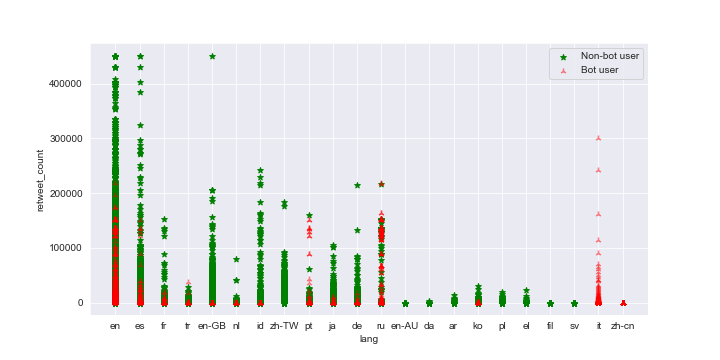 Non-bot user
Bot user
400000
300000
200000
100000
0
retweet_count
en es fr tr en-GB nl id zh-TW pt ja de ru en-AU da ar ko pl el fil sv it zh-cn
lang